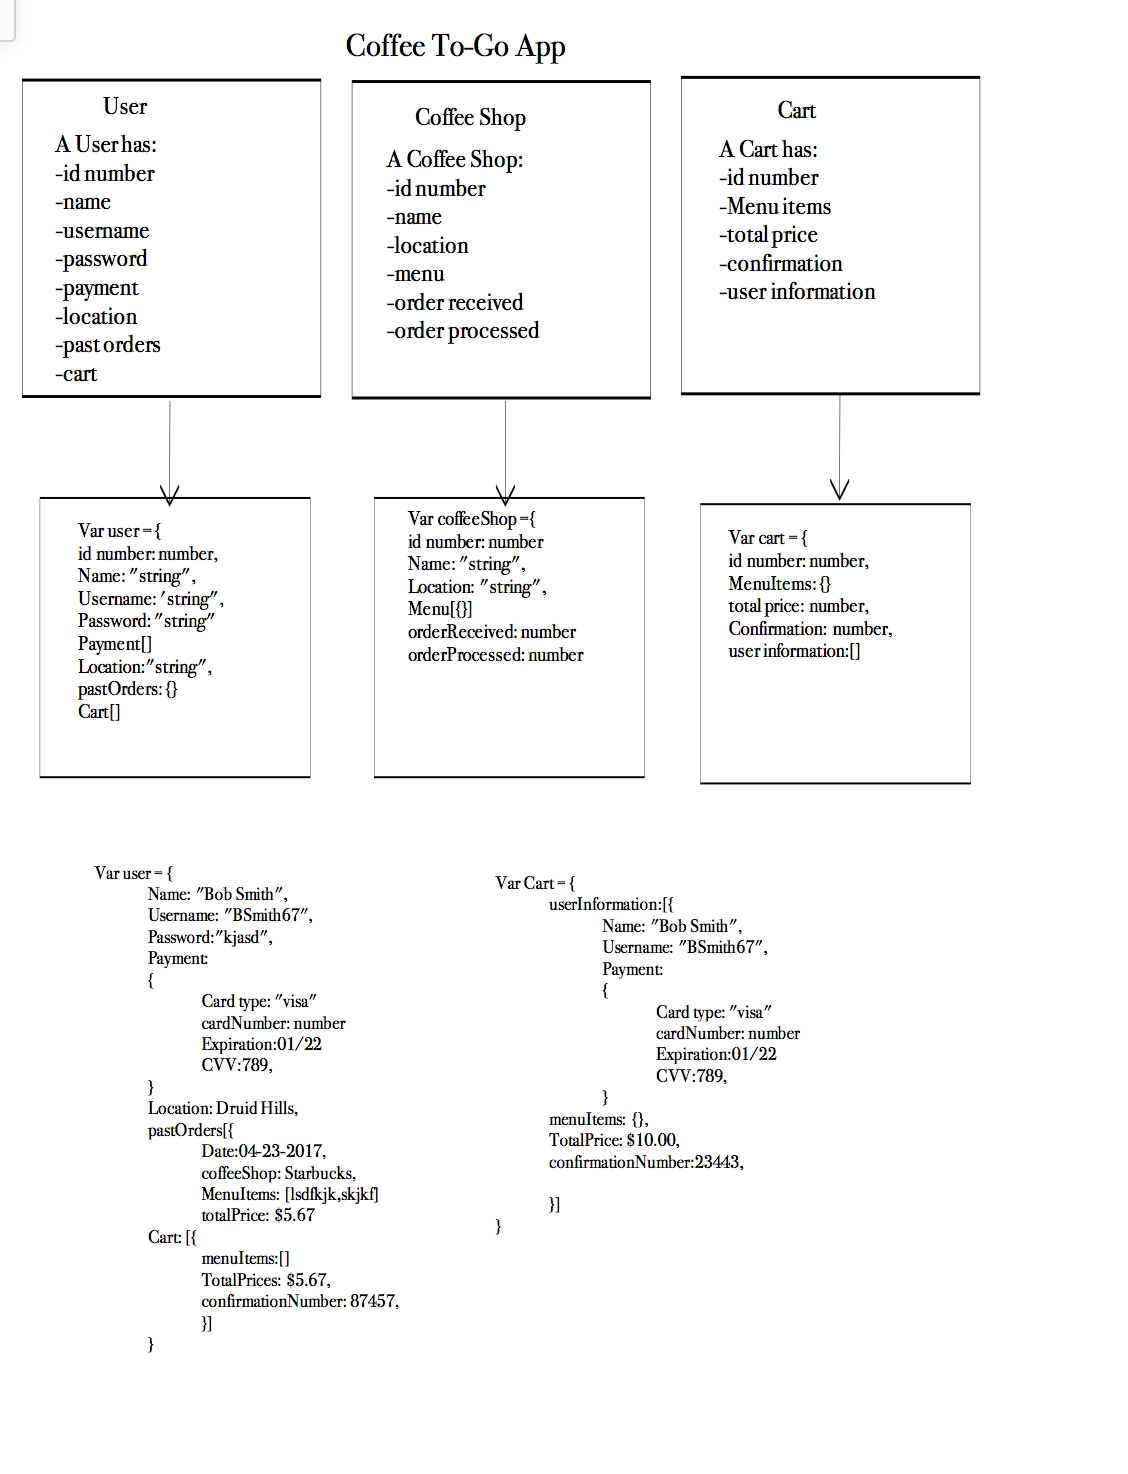 Coffee To-Go App
User
A User has:
-id number
-name
-username
-password
-payment
-location
-past orders
-cart
Coffee Shop
A Coffee Shop:
-id number
-name
-location
-menu
-order received
-order processed
Cart
A Cart has:
-id number
-Menu items
-total price
-confirmation
-user information
Var user = {
id number: number,
Name: "string",
Username: 'string",
Password: "string"
Payment[]
Location:"string",
pastOrders: {}
Cart[]
Var coffeeShop ={
id number: number
Name: "string",
Location: "string",
Menu[{}]
orderReceived: number
orderProcessed: number
Var cart = {
id number: number,
MenuItems: {}
total price: number,
Confirmation: number,
user information:[]
Var user = {
Name: "Bob Smith",
Username: "BSmith67",
Password:"kjasd",
Payment:
{
Card type: "visa"
cardNumber: number
Expiration:01/22
CVV:789,
}
Location: Druid Hills,
pastOrders[{
Date:04-23-2017,
coffeeShop: Starbucks,
MenuItems: [lsdfkjk,skjkf]
totalPrice: $5.67
Cart: [{
menuItems:[]
TotalPrices: $5.67,
confirmationNumber: 87457,
}]
}
Var Cart = {
userInformation:[{
Name: "Bob Smith",
Username: "BSmith67",
Payment:
{
Card type: "visa"
cardNumber: number
Expiration:01/22
CVV:789,
}
menuItems: {},
TotalPrice: $10.00,
confirmationNumber:23443,
}]
}